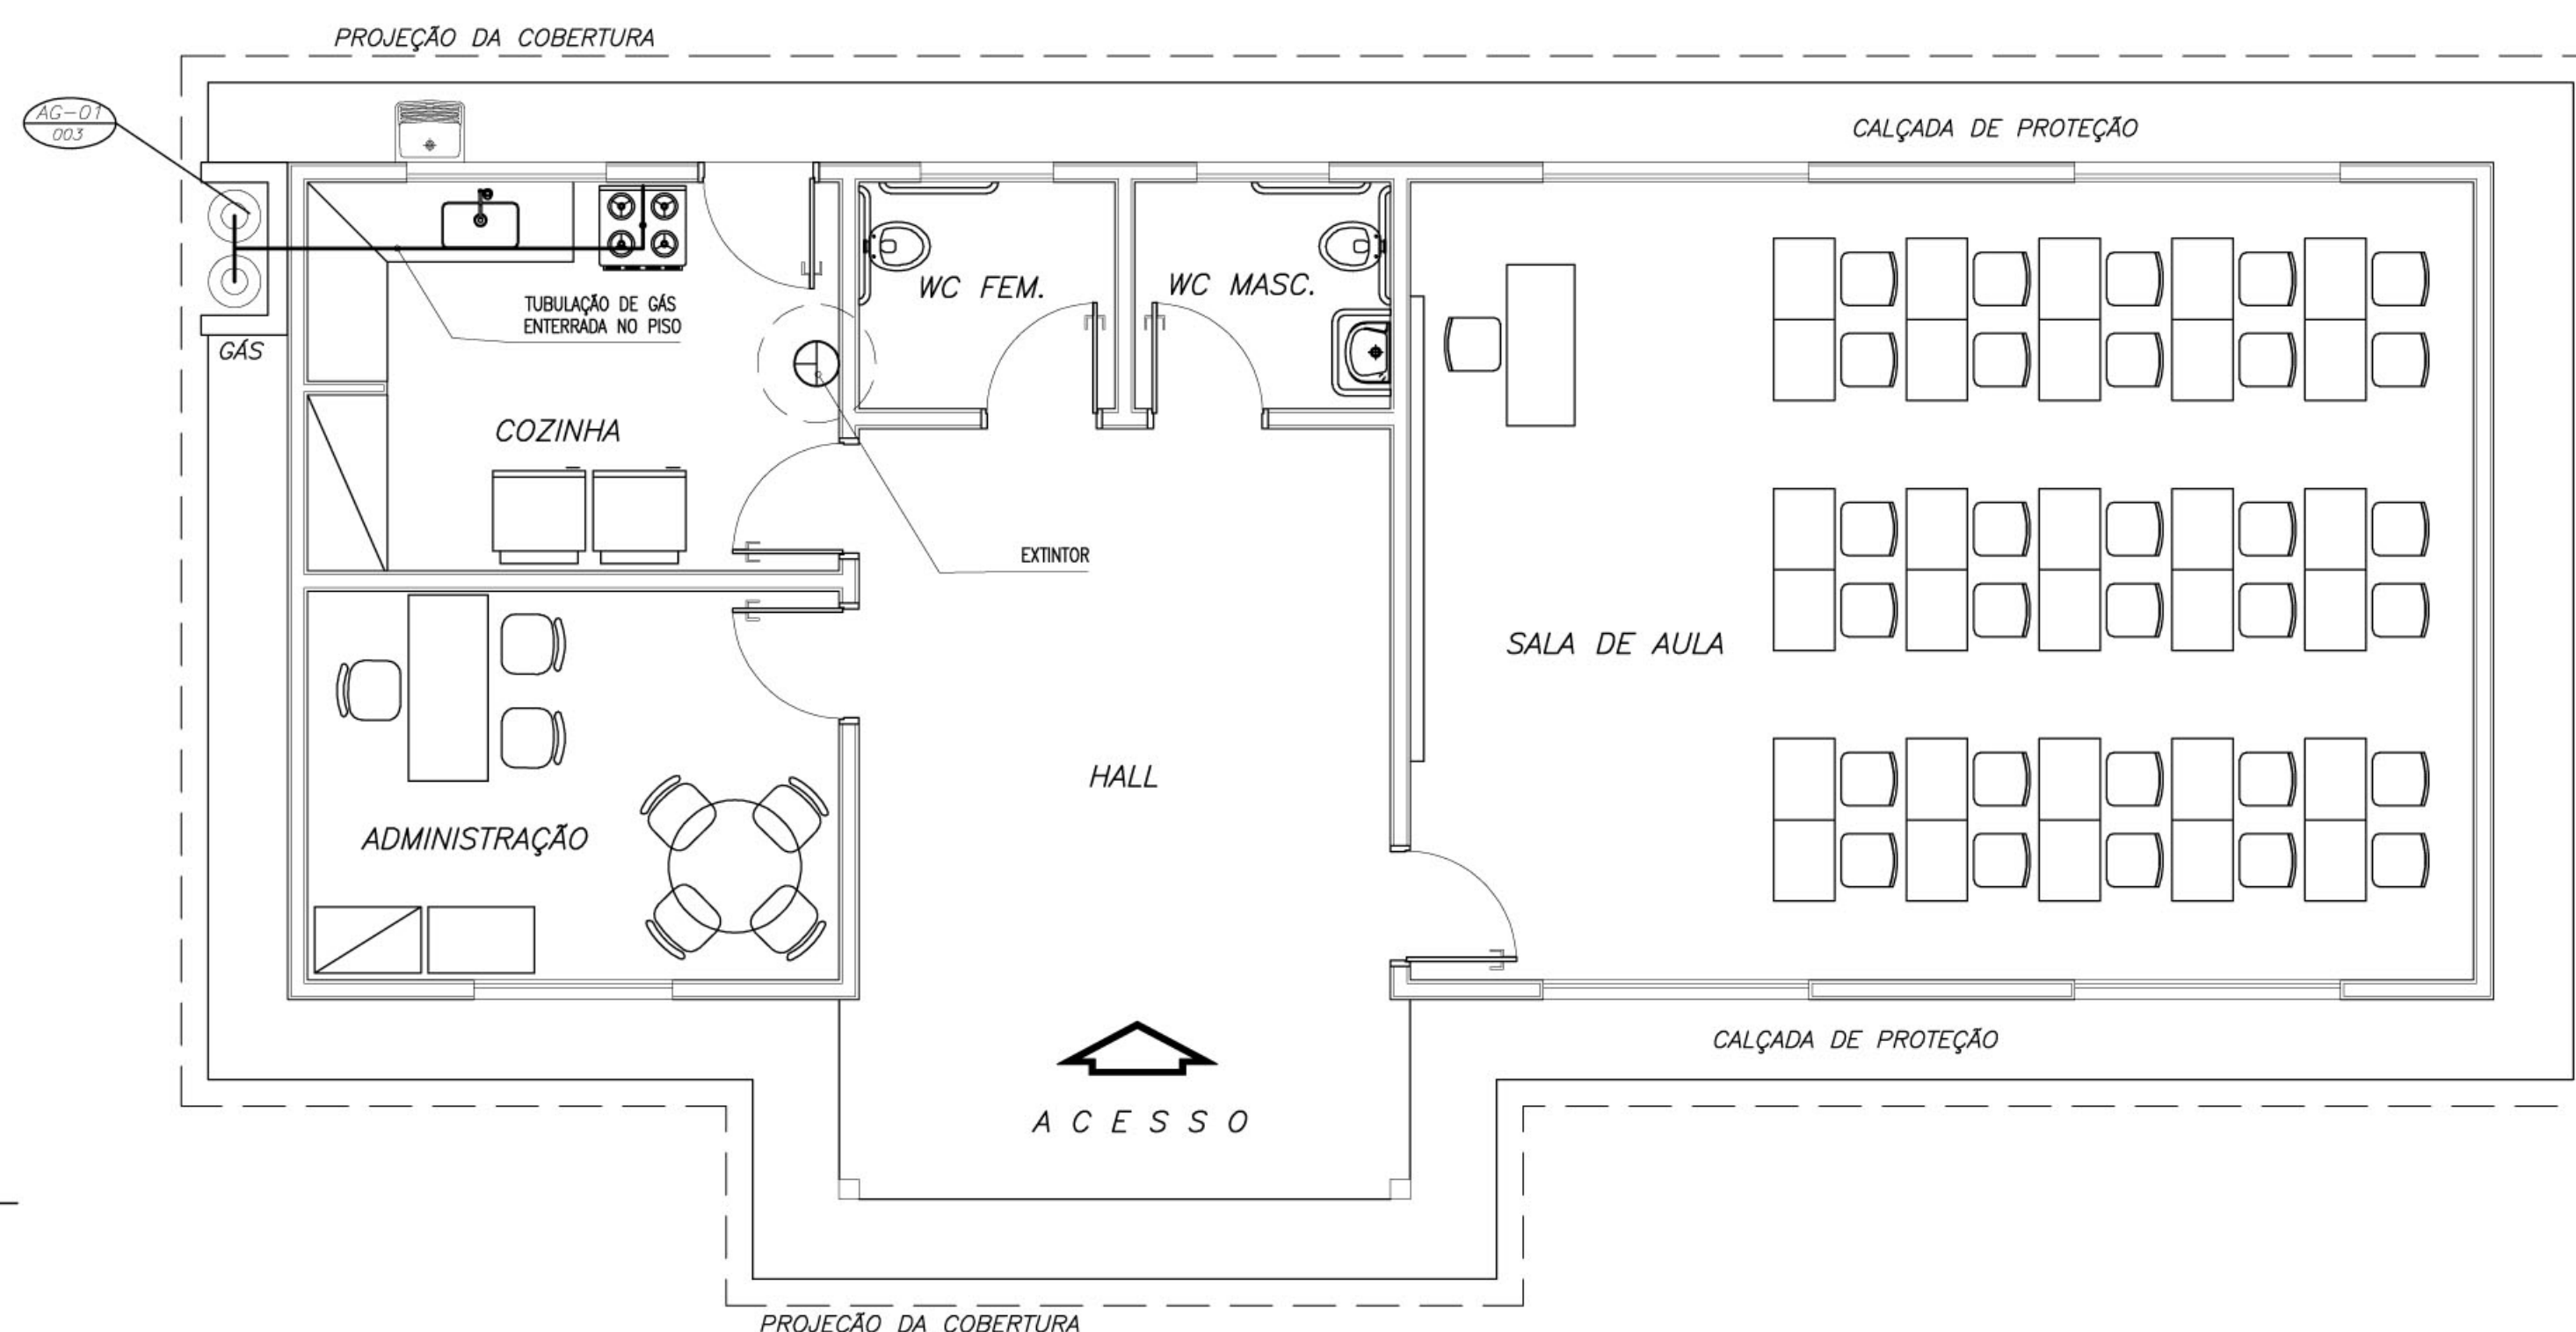 PROJEÇÃO DA COBERTURA
AG-01
003
CALÇADA DE PROTEÇÃO
WC FEM.
WC MASC.
TUBULAÇÃO DE GÁS
ENTERRADA NO PISO
GÁS
COZINHA
EXTINTOR
SALA DE AULA
HALL
ADMINISTRAÇÃO
CALÇADA DE PROTEÇÃO
A C E S S O
PROJEÇÃO DA COBERTURA